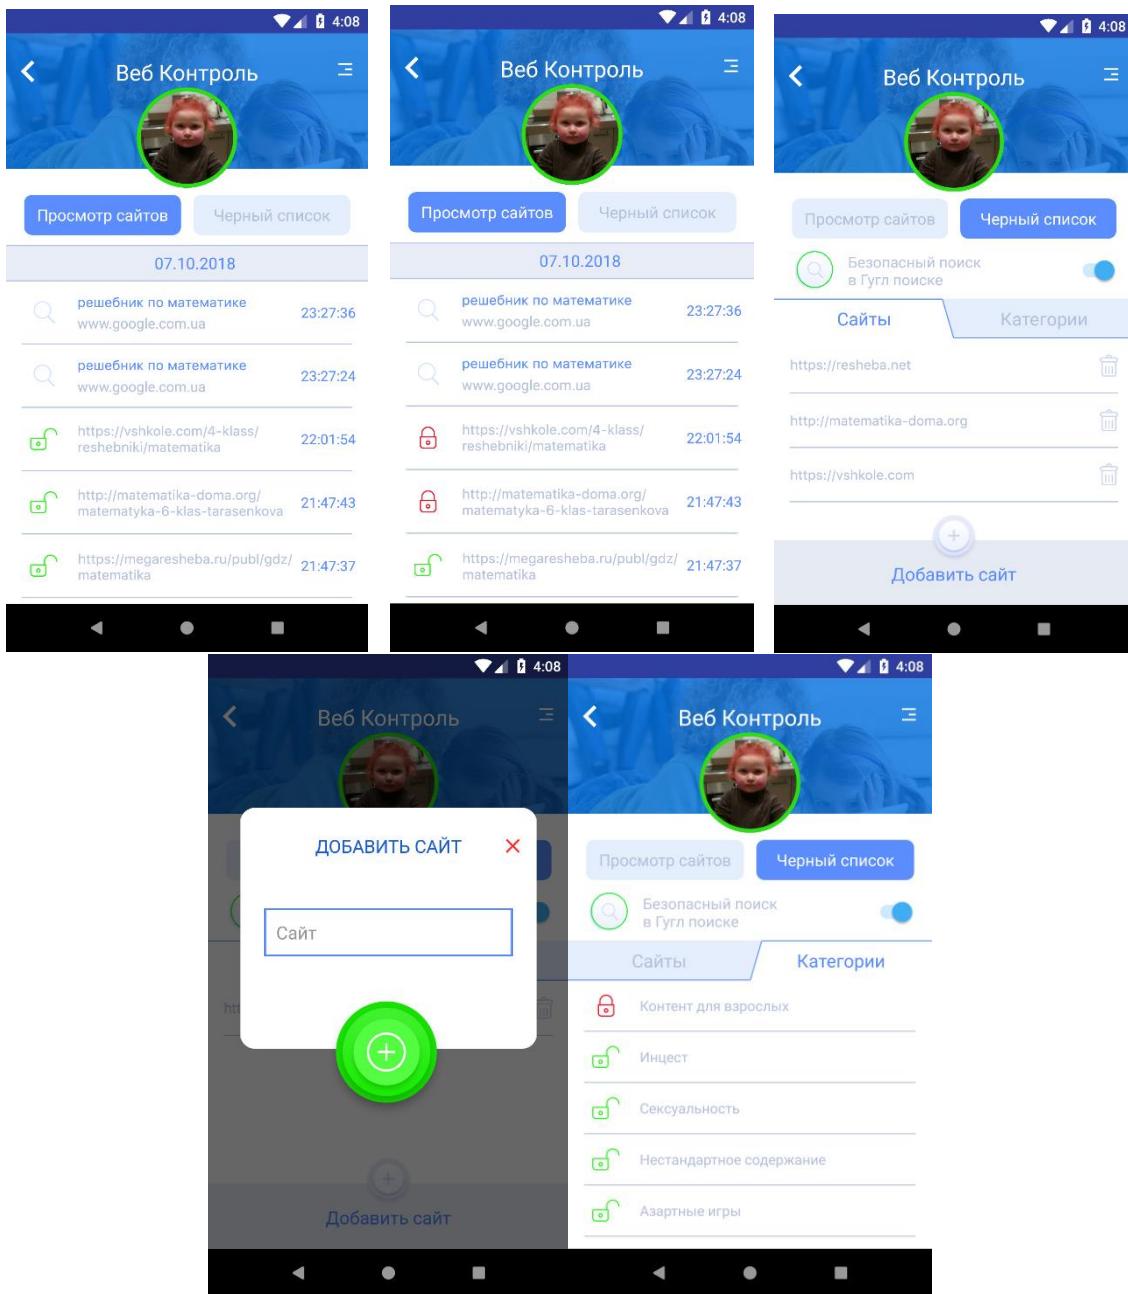 4:08
Веб Контроль
Просмотр сайтов
Черный список
07.10.2018
решебник по математике
www.google.com.ua
23:27:36
решебник по математике
www.google.com.ua
23:27:24
https://vshkole.com/4-klass/
reshebniki/matematika
22:01:54
http://matematika-doma.org/
matematyka-6-klas-tarasenkova
21:47:43
https://megaresheba.ru/publ/gdz/
matematika
21:47:37
4:08
Веб Контроль
Просмотр сайтов
Черный список
07.10.2018
решебник по математике
www.google.com.ua
23:27:36
решебник по математике
www.google.com.ua
23:27:24
https://vshkole.com/4-klass/
reshebniki/matematika
22:01:54
http://matematika-doma.org/
matematyka-6-klas-tarasenkova
21:47:43
https://megaresheba.ru/publ/gdz/
matematika
21:47:37
4:08
Веб Контроль
Просмотр сайтов
Черный список
Безопасный поиск
в Гугл поиске
Сайты
Категории
https://resheba.net
http://matematika-doma.org
https://vshkole.com
Добавить сайт
4:08
Веб Контроль
ДОБАВИТЬ САЙТ
Сайт
htt
Добавить сайт
4:08
Веб Контроль
Просмотр сайтов
Черный список
Безопасный поиск
в Гугл поиске
Сайты
Категории
Контент для взрослых
Инцест
Сексуальность
Нестандартное содержание
Азартные игры